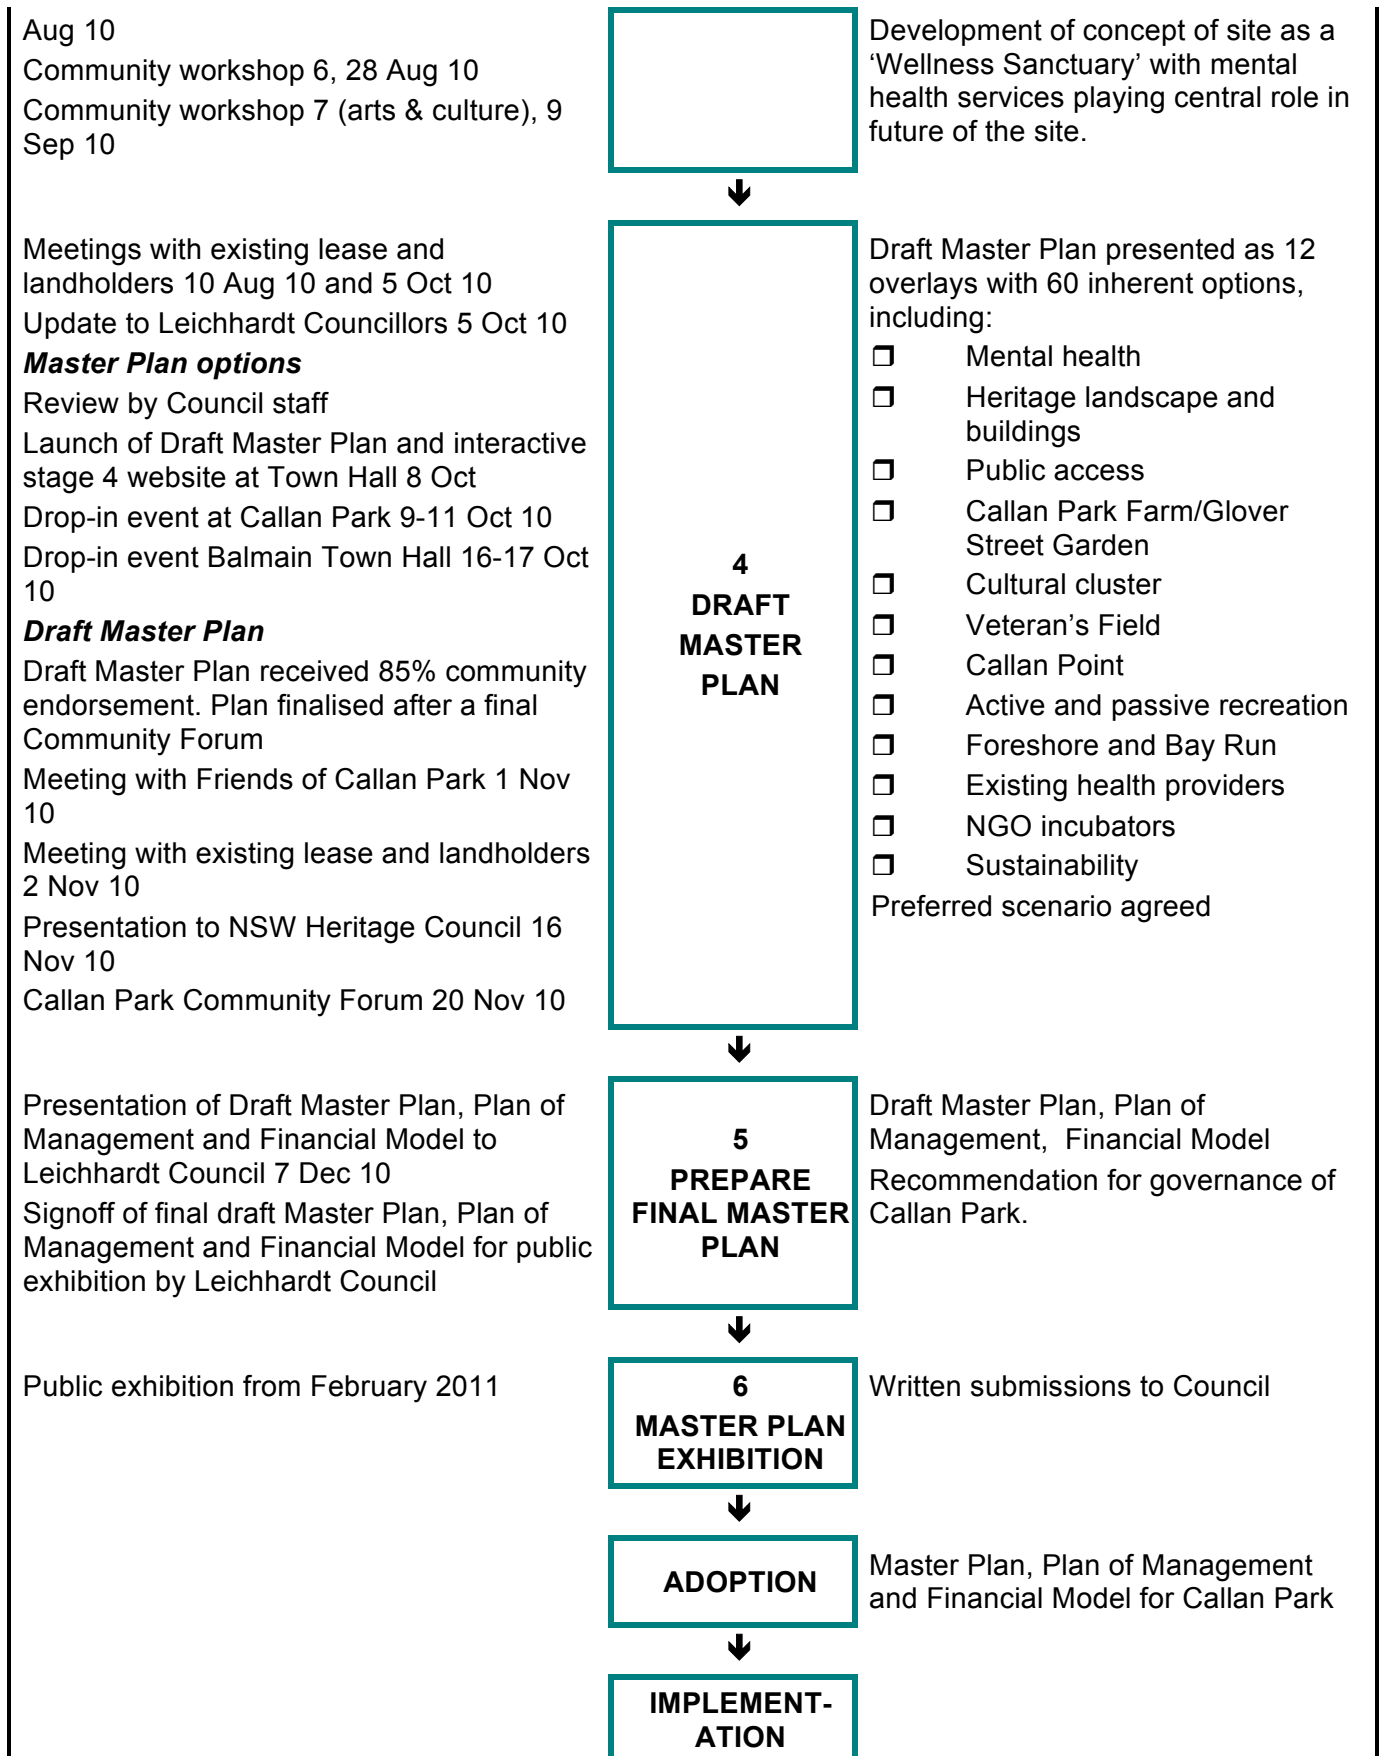 Aug 10
Community workshop 6, 28 Aug 10
Community workshop 7 (arts & culture), 9
Sep 10
Development of concept of site as a
‘Wellness Sanctuary’ with mental
health services playing central role in
future of the site.
Meetings with existing lease and
landholders 10 Aug 10 and 5 Oct 10
Update to Leichhardt Councillors 5 Oct 10
Master Plan options
Review by Council staff
Launch of Draft Master Plan and interactive
stage 4 website at Town Hall 8 Oct
Drop-in event at Callan Park 9-11 Oct 10
Drop-in event Balmain Town Hall 16-17 Oct
10
Draft Master Plan
Draft Master Plan received 85% community
endorsement. Plan finalised after a final
Community Forum
Meeting with Friends of Callan Park 1 Nov
10
Meeting with existing lease and landholders
2 Nov 10
Presentation to NSW Heritage Council 16
Nov 10
Callan Park Community Forum 20 Nov 10
4
DRAFT
MASTER
PLAN
Draft Master Plan presented as 12
overlays with 60 inherent options,
including:
❒ Mental health
❒ Heritage landscape and
buildings
❒ Public access
❒ Callan Park Farm/Glover
Street Garden
❒ Cultural cluster
❒ Veteran’s Field
❒ Callan Point
❒ Active and passive recreation
❒ Foreshore and Bay Run
❒ Existing health providers
❒ NGO incubators
❒ Sustainability
Preferred scenario agreed
Presentation of Draft Master Plan, Plan of
Management and Financial Model to
Leichhardt Council 7 Dec 10
Signoff of final draft Master Plan, Plan of
Management and Financial Model for public
exhibition by Leichhardt Council
5
PREPARE
FINAL MASTER
PLAN
Draft Master Plan, Plan of
Management, Financial Model
Recommendation for governance of
Callan Park.
Public exhibition from February 2011
6
MASTER PLAN
EXHIBITION
Written submissions to Council
ADOPTION
Master Plan, Plan of Management
and Financial Model for Callan Park
IMPLEMENT-
ATION